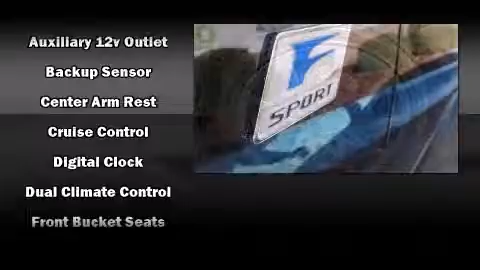 Auxiliary 12v Outlet
Backup Sensor
Center Arm Rest
Cruise Control
Digital Clock
Dual Climate Control
Front Bucket Seats
F
SPORT